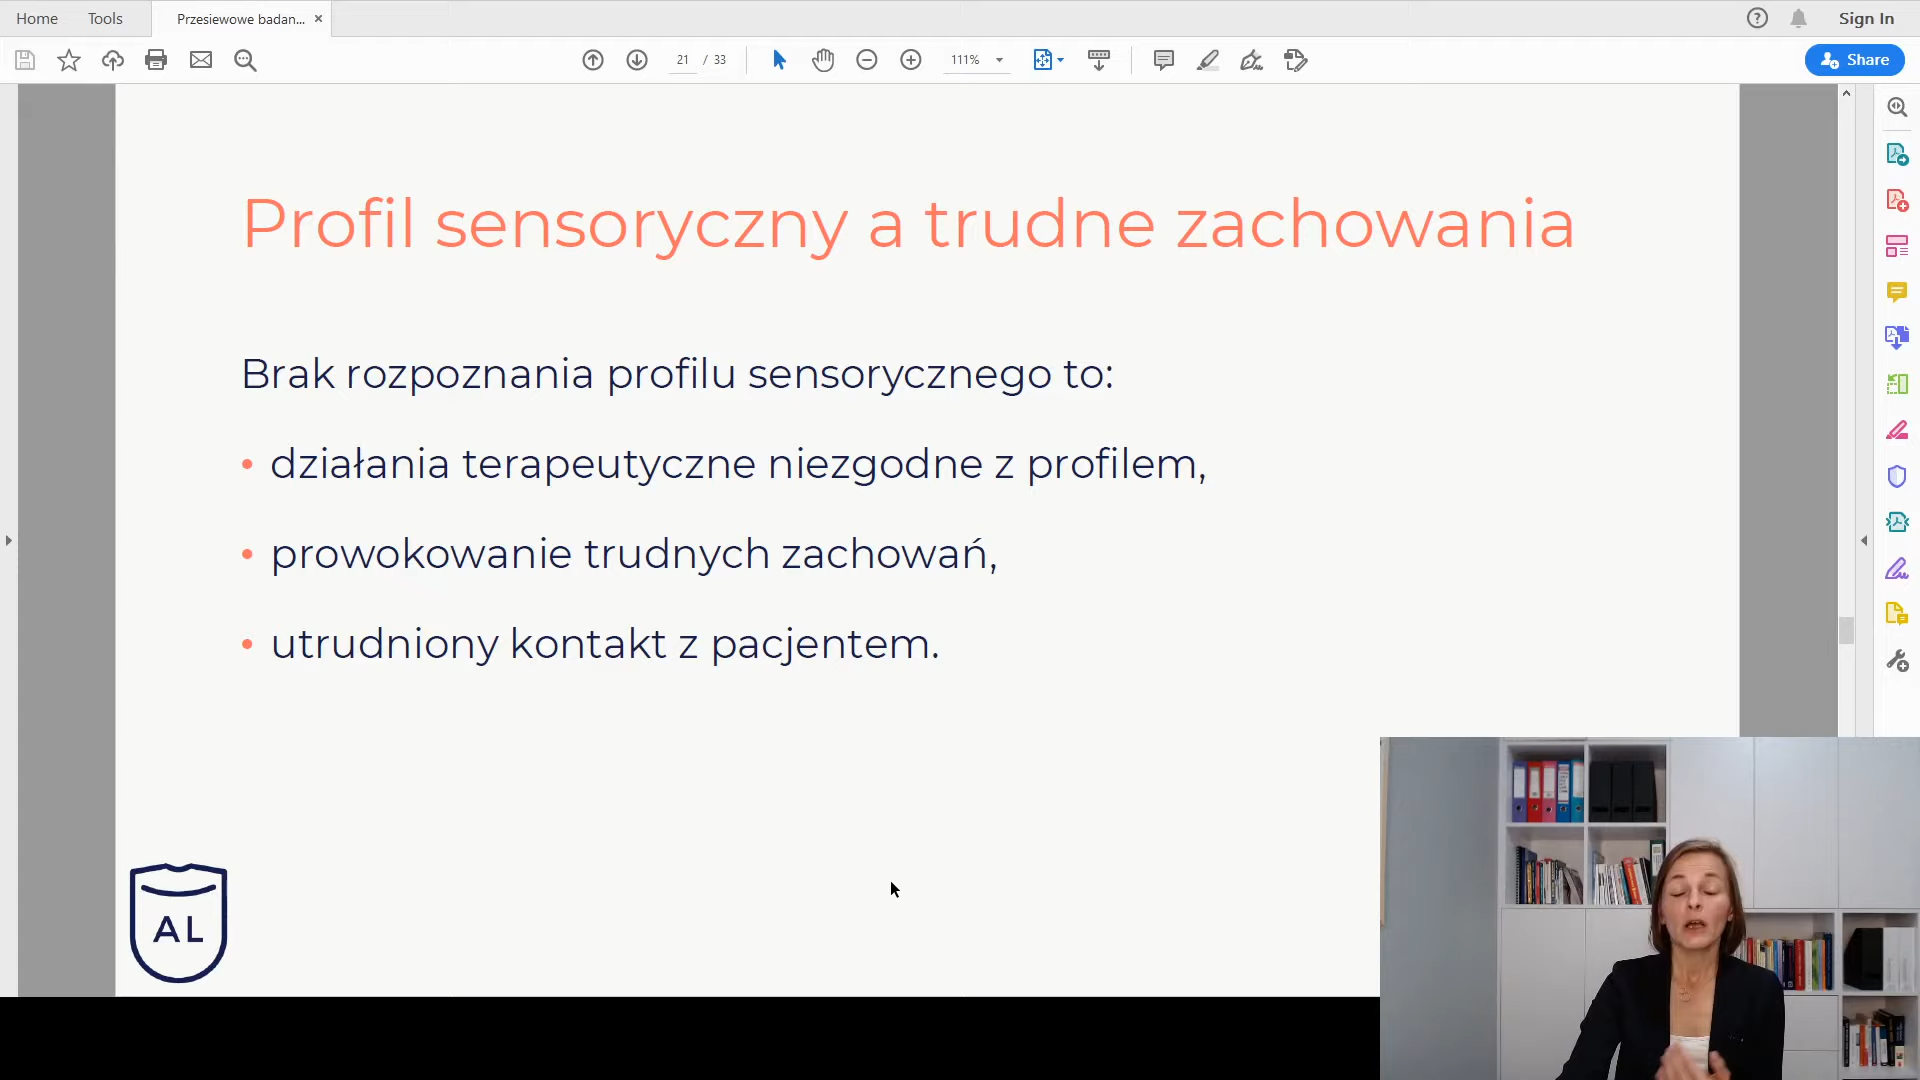 Home Tools Przesiewowe badan... × Sign In
21 / 33 111% Share
Profil sensoryczny a trudne zachowania
Brak rozpoznania profilu sensorycznego to:
• działania terapeutyczne niezgodne z profilem,
• prowokowanie trudnych zachowań,
• utrudniony kontakt z pacjentem.
AL